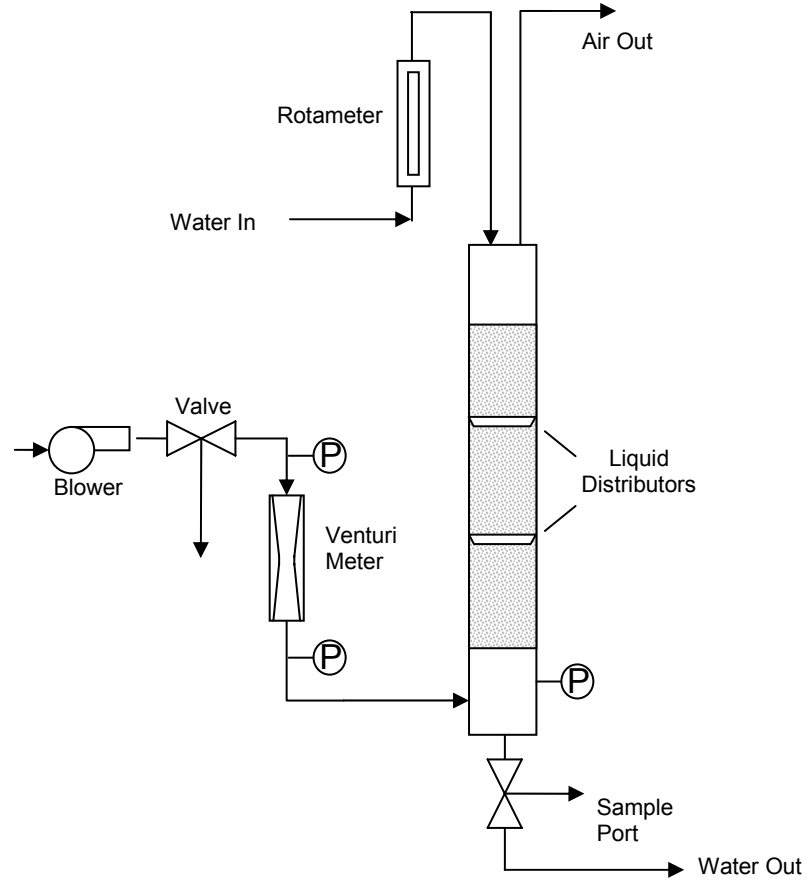 Air Out
Rotameter
Water In
Valve
P
Blower
Liquid
Distributors
Venturi
Meter
P
P
Sample
Port
Water Out